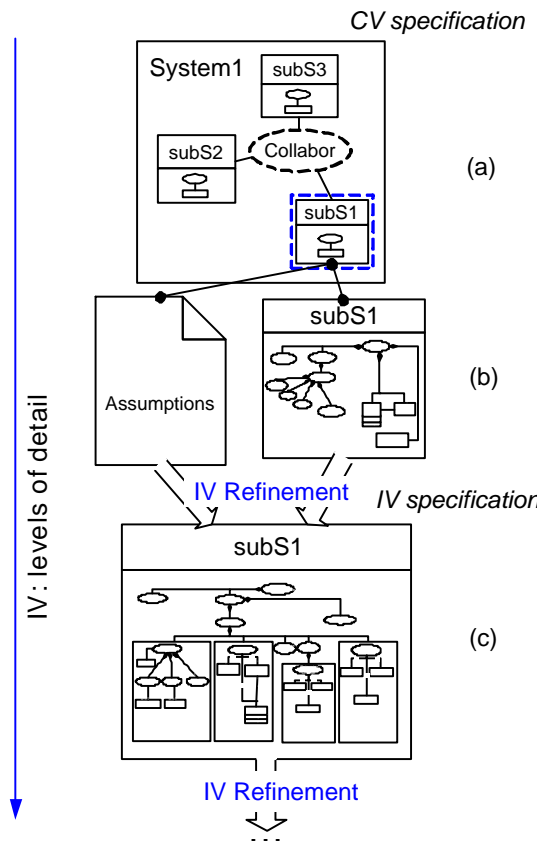 CV specification
System1
subS3
Collabor
subS2
subS1
(a)
subS1
Assumptions
(b)
IV Refinement
IV specification
subS1
(c)
IV Refinement
...
IV : levels of detail